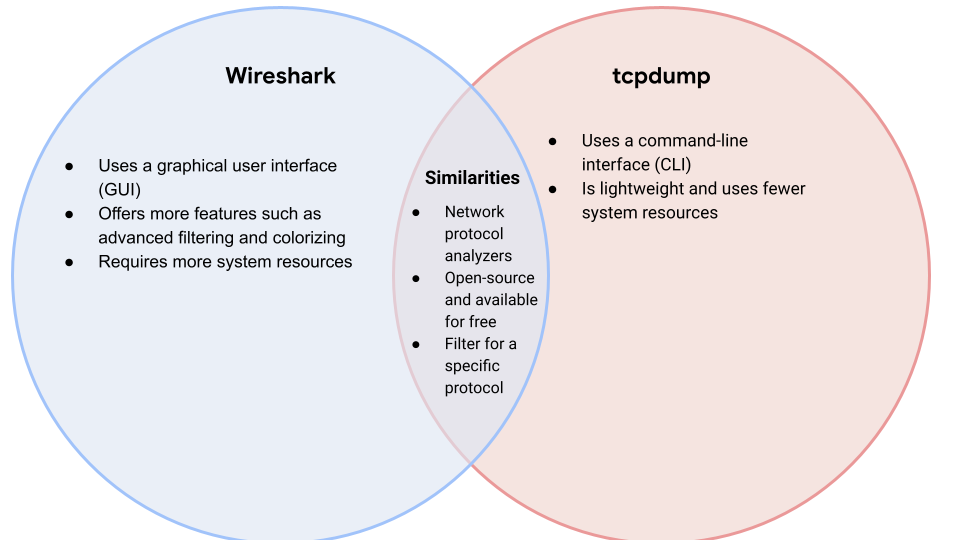 Wireshark
● Uses a graphical user interface
(GUI)
● Offers more features such as
advanced filtering and colorizing
● Requires more system resources
Similarities
● Network
protocol
analyzers
● Open-source
and available
for free
● Filter for a
specific
protocol
tcpdump
● Uses a command-line
interface (CLI)
● Is lightweight and uses fewer
system resources